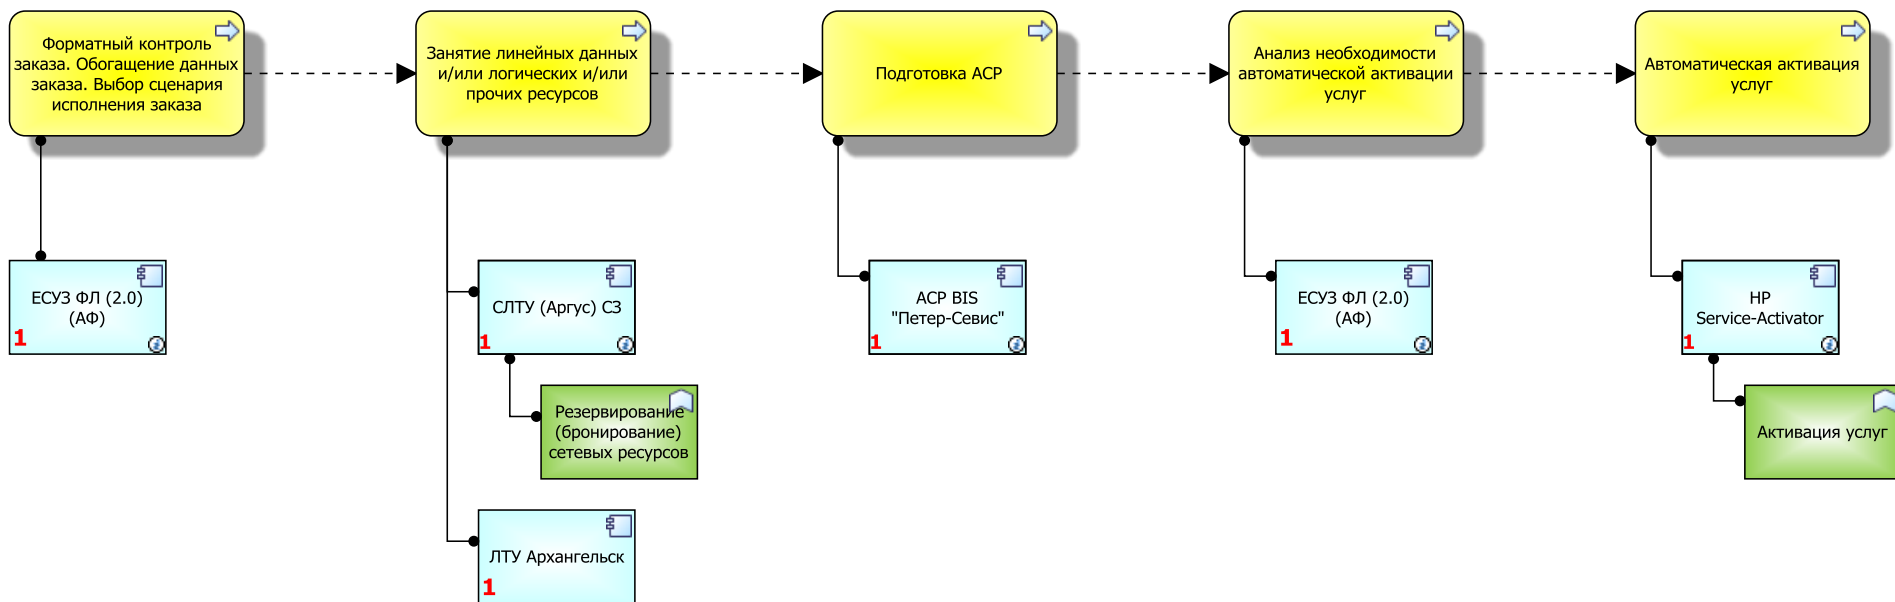 Форматный контроль
заказа. Обогащение данных
заказа. Выбор сценария
исполнения заказа
Занятие линейных данных
и/или логических и/или
прочих ресурсов
Подготовка АСР
Анализ необходимости
автоматической активации
услуг
Автоматическая активация
услуг
ЕСУЗ ФЛ (2.0)
(АФ)
1
СЛТУ (Аргус) СЗ
1
АСР BIS
"Петер-Севис"
1
ЕСУЗ ФЛ (2.0)
(АФ)
1
HP
Service-Activator
1
Резервирование
(бронирование)
сетевых ресурсов
Активация услуг
ЛТУ Архангельск
1